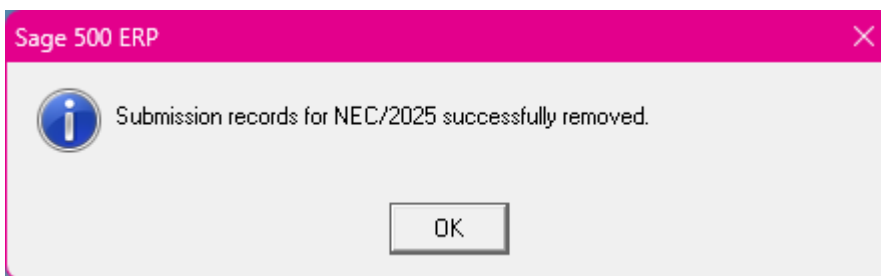 Sage 500 ERP
Submission records for NEC/2025 successfully removed.
OK